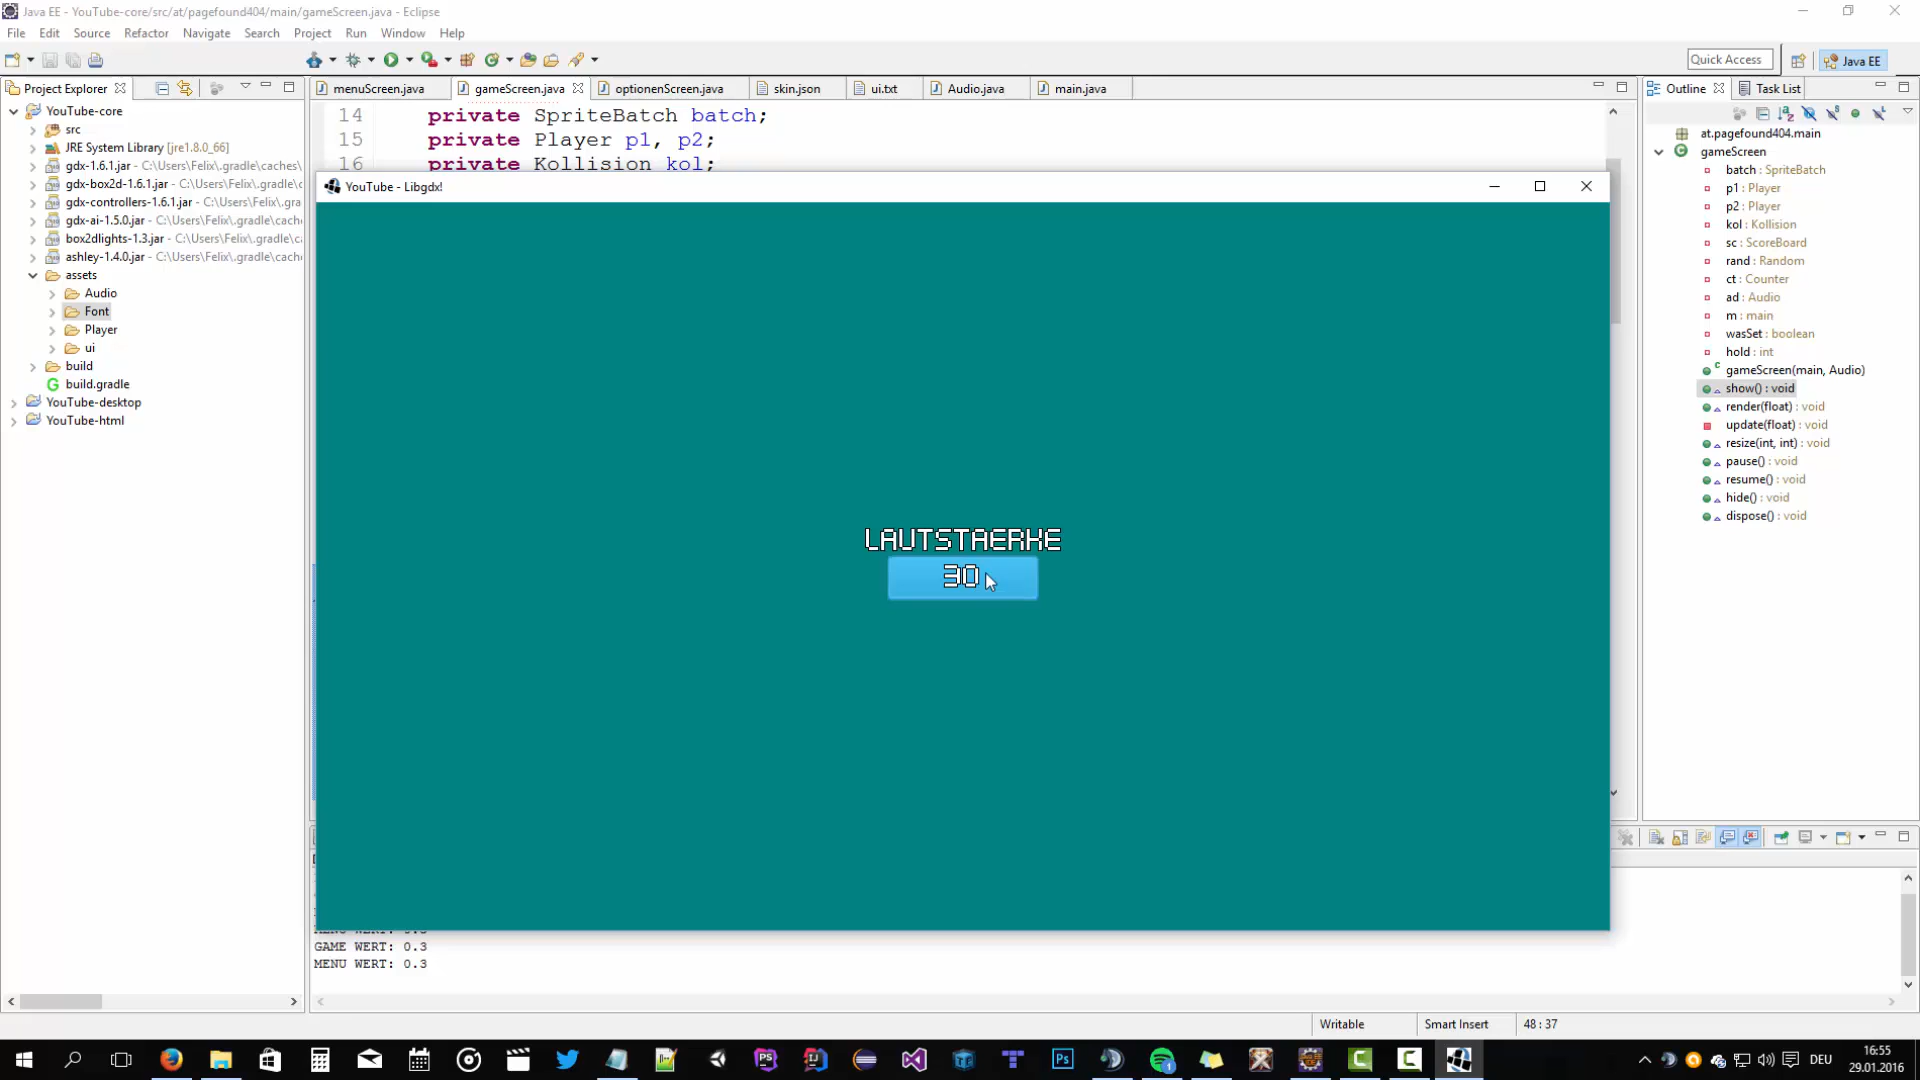 Java EE - YouTube-core/src/at/pagefound404/main/gameScreen.java - Eclipse
File Edit Source Refactor Navigate Search Project Run Window Help
Quick Access
Java EE
Project Explorer
menuScreen.java
gameScreen.java
optionenScreen.java
skin.json
ui.txt
Audio.java
main.java
Outline
Task List
YouTube-core
src
JRE System Library [jre1.8.0_66]
gdx-1.6.1.jar - C:\Users\Felix\.gradle\caches
gdx-box2d-1.6.1.jar - C:\Users\Felix\.gradle\
gdx-controllers-1.6.1.jar - C:\Users\Felix\.gra
gdx-ai-1.5.0.jar - C:\Users\Felix\.gradle\cache
box2dlights-1.3.jar - C:\Users\Felix\.gradle\c
ashley-1.4.0.jar - C:\Users\Felix\.gradle\cache
assets
Audio
Font
Player
ui
build
build.gradle
YouTube-desktop
YouTube-html
14 private SpriteBatch batch;
15 private Player p1, p2;
16 private Kollision kol;
YouTube - Libgdx!
LAUTSTAERKE
30
at.pagefound404.main
gameScreen
batch : SpriteBatch
p1 : Player
p2 : Player
kol : Kollision
sc : ScoreBoard
rand : Random
ct : Counter
ad : Audio
m : main
wasSet : boolean
hold : int
gameScreen(main, Audio)
show() : void
render(float) : void
update(float) : void
resize(int, int) : void
pause() : void
resume() : void
hide() : void
dispose() : void
GAME WERT: 0.3
MENU WERT: 0.3
Writable
Smart Insert
48 : 37
DEU
16:55
29.01.2016